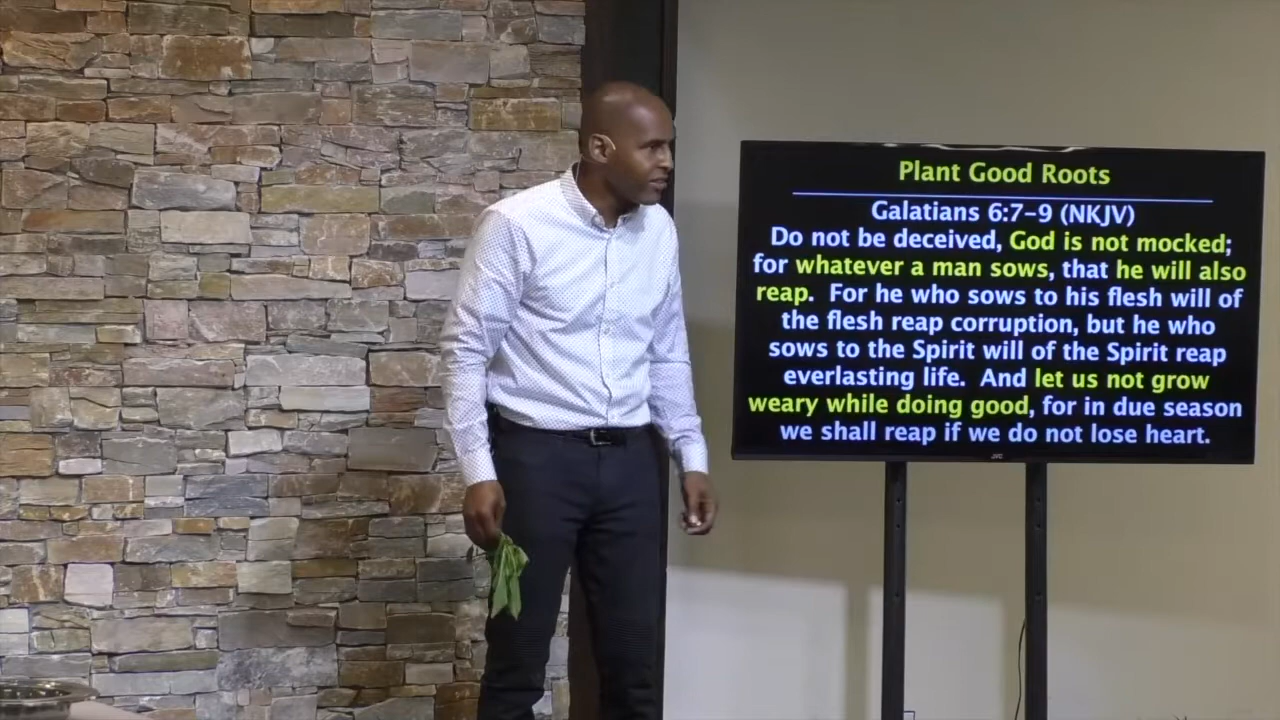 Plant Good Roots
Galatians 6:7-9 (NKJV)
Do not be deceived, God is not mocked;
for whatever a man sows, that he will also
reap.  For he who sows to his flesh will of
the flesh reap corruption, but he who
sows to the Spirit will of the Spirit reap
everlasting life.  And let us not grow
weary while doing good, for in due season
we shall reap if we do not lose heart.
JVC